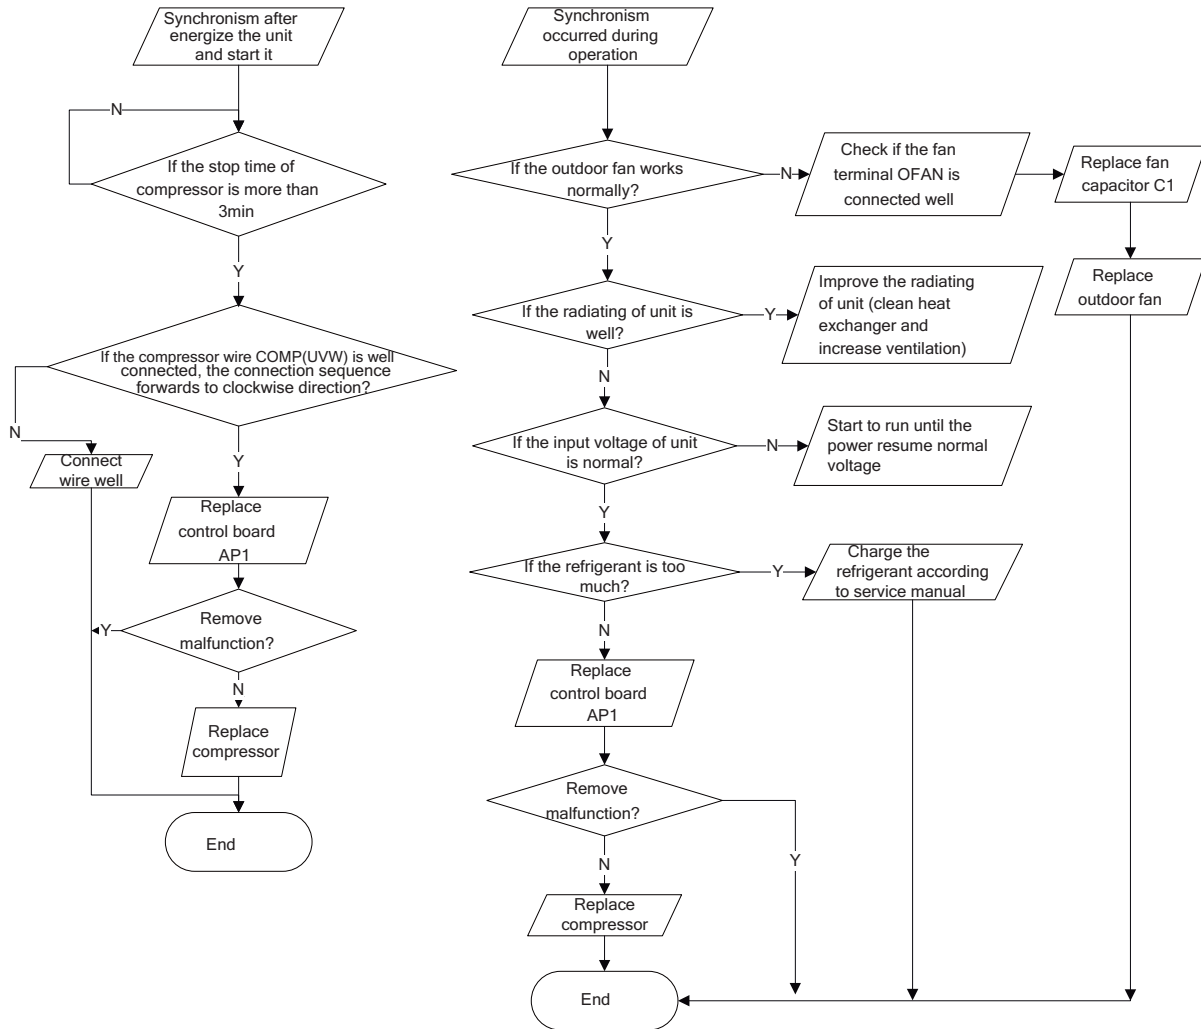 Synchronism after
energize the unit
and start it
N
If the stop time of
compressor is more than
3min
Y
If the compressor wire COMP(UVW) is well
connected, the connection sequence
forwards to clockwise direction?
N
Connect
wire well
Y
Replace
control board
AP1
Remove
malfunction?
Y
N
Replace
compressor
End
Synchronism
occurred during
operation
If the outdoor fan works
normally?
N
Check if the fan
terminal OFAN is
connected well
Replace fan
capacitor C1
Replace
outdoor fan
Y
If the radiating of unit is
well?
Y
Improve the radiating
of unit (clean heat
exchanger and
increase ventilation)
N
If the input voltage of unit
is normal?
N
Start to run until the
power resume normal
voltage
Y
If the refrigerant is too
much?
Y
Charge the
refrigerant according
to service manual
N
Replace
control board
AP1
Remove
malfunction?
Y
N
Replace
compressor
End